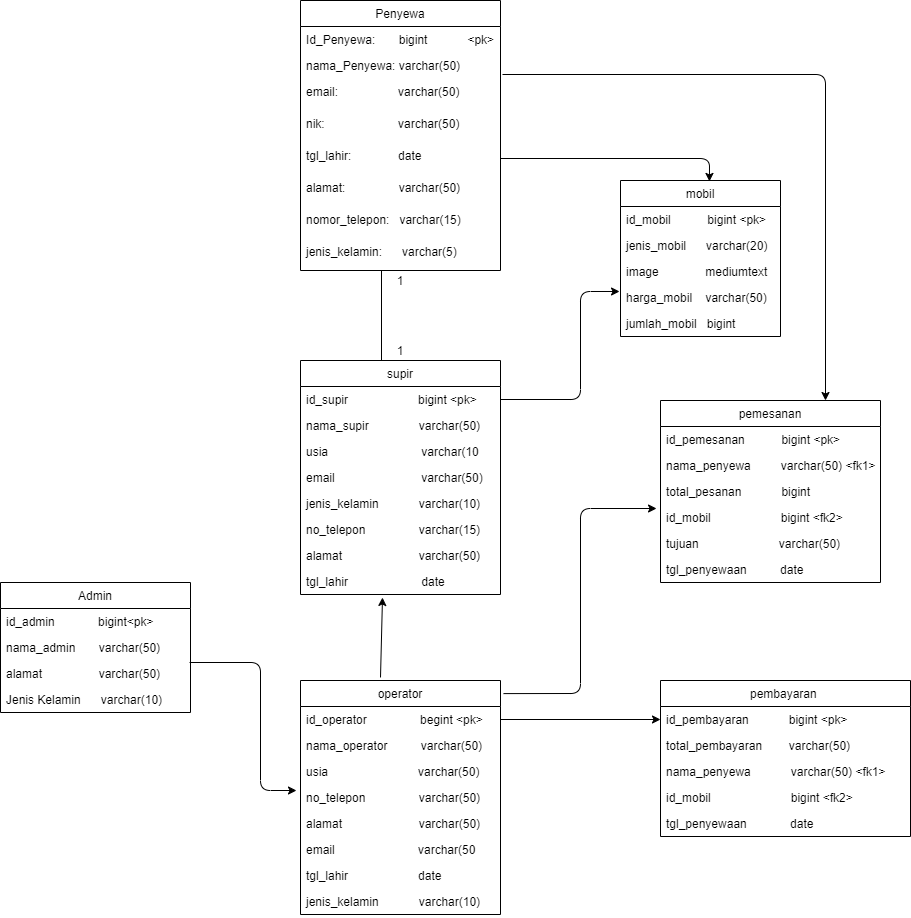 Penyewa
Id_Penyewa: bigint <pk>
nama_Penyewa: varchar(50)
email: varchar(50)
nik: varchar(50)
tgl_lahir: date
alamat: varchar(50)
nomor_telepon: varchar(15)
jenis_kelamin: varchar(5)
1
1
mobil
id_mobil bigint <pk>
jenis_mobil varchar(20)
image mediumtext
harga_mobil varchar(50)
jumlah_mobil bigint
supir
id_supir bigint <pk>
nama_supir varchar(50)
usia varchar(10
email varchar(50)
jenis_kelamin varchar(10)
no_telepon varchar(15)
alamat varchar(50)
tgl_lahir date
pemesanan
id_pemesanan bigint <pk>
nama_penyewa varchar(50) <fk1>
total_pesanan bigint
id_mobil bigint <fk2>
tujuan varchar(50)
tgl_penyewaan date
Admin
id_admin bigint<pk>
nama_admin varchar(50)
alamat varchar(50)
Jenis Kelamin varchar(10)
operator
id_operator begint <pk>
nama_operator varchar(50)
usia varchar(50)
no_telepon varchar(50)
alamat varchar(50)
email varchar(50
tgl_lahir date
jenis_kelamin varchar(10)
pembayaran
id_pembayaran bigint <pk>
total_pembayaran varchar(50)
nama_penyewa varchar(50) <fk1>
id_mobil bigint <fk2>
tgl_penyewaan date